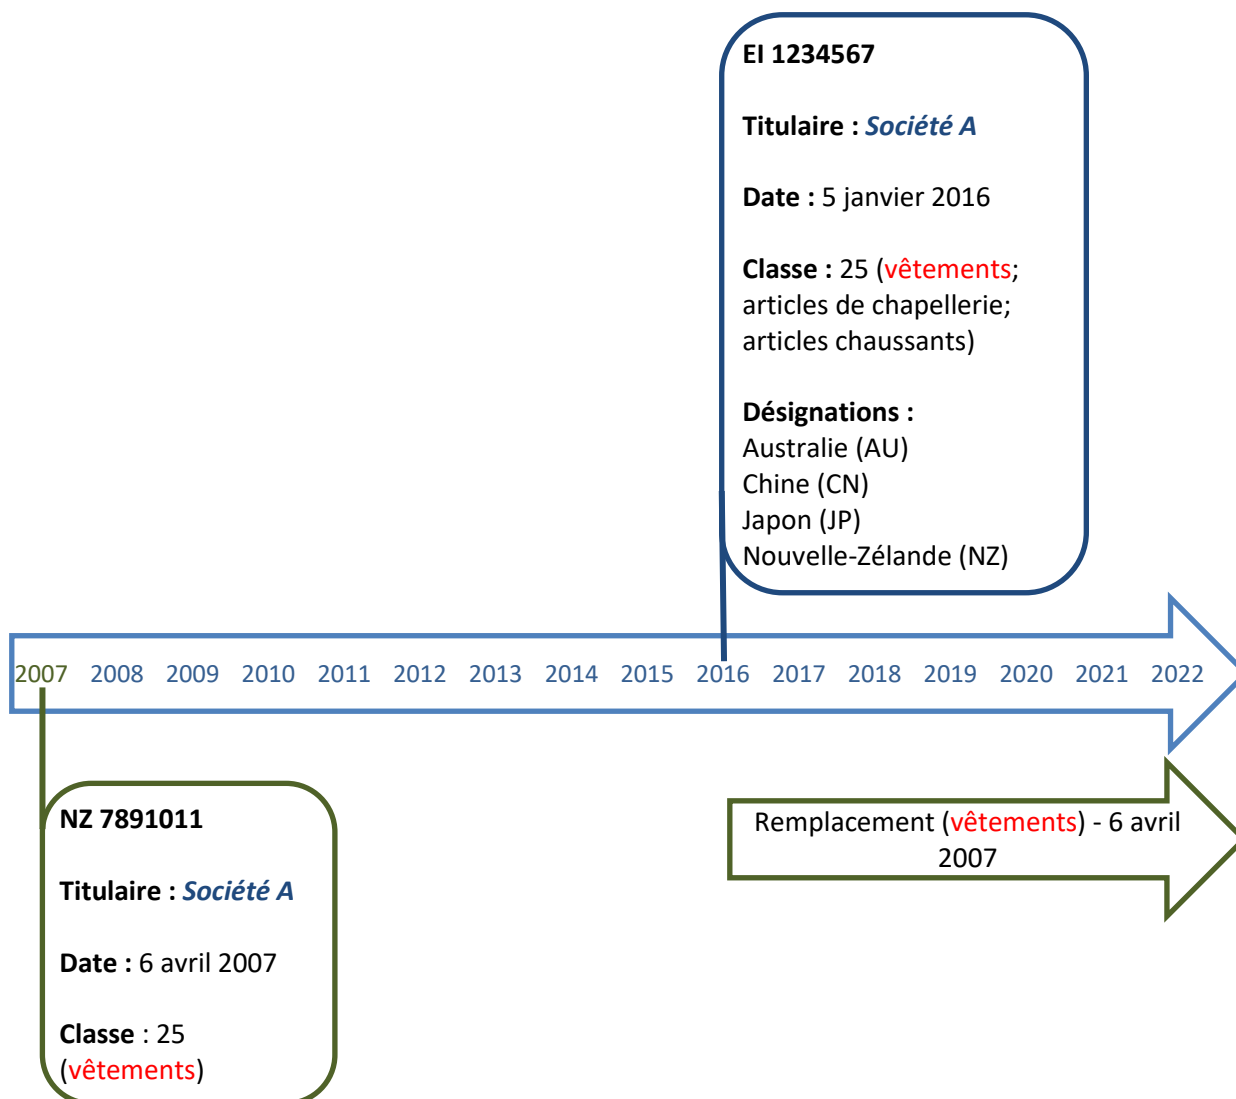 EI 1234567
Titulaire : Société A
Date : 5 janvier 2016
Classe : 25 (vêtements;
articles de chapellerie;
articles chaussants)
Désignations :
Australie (AU)
Chine (CN)
Japon (JP)
Nouvelle-Zélande (NZ)
2007 2008 2009 2010 2011 2012 2013 2014 2015 2016 2017 2018 2019 2020 2021 2022
NZ 7891011
Titulaire : Société A
Date : 6 avril 2007
Classe : 25
(vêtements)
Remplacement (vêtements) - 6 avril
2007